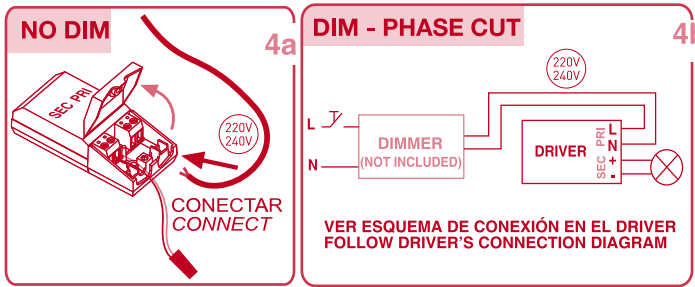 NO DIM
4a
SEC PRI
220V
240V
CONECTAR
CONNECT
DIM - PHASE CUT
220V
240V
L
N
DIMMER
(NOT INCLUDED)
DRIVER
SEC PRI
L
N
+
-
VER ESQUEMA DE CONEXIÓN EN EL DRIVER
FOLLOW DRIVER'S CONNECTION DIAGRAM